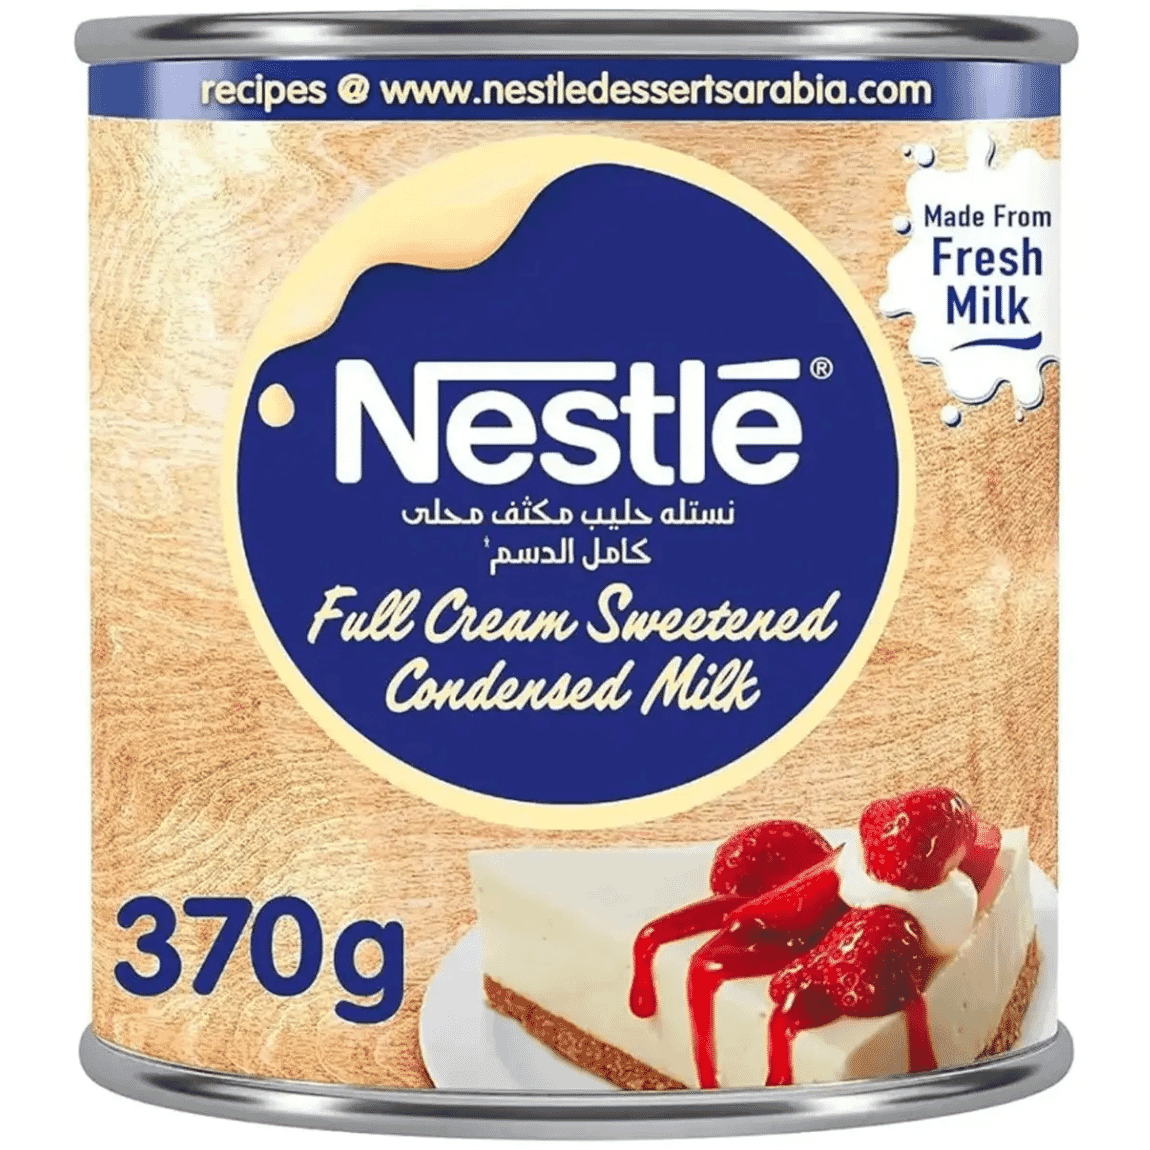 recipes @ www.nestledessertsarabia.com
Made From
Fresh
Milk
Nestlé®
نستله حليب مكثف محلى
كامل الدسم
Full Cream Sweetened
Condensed Milk
370g